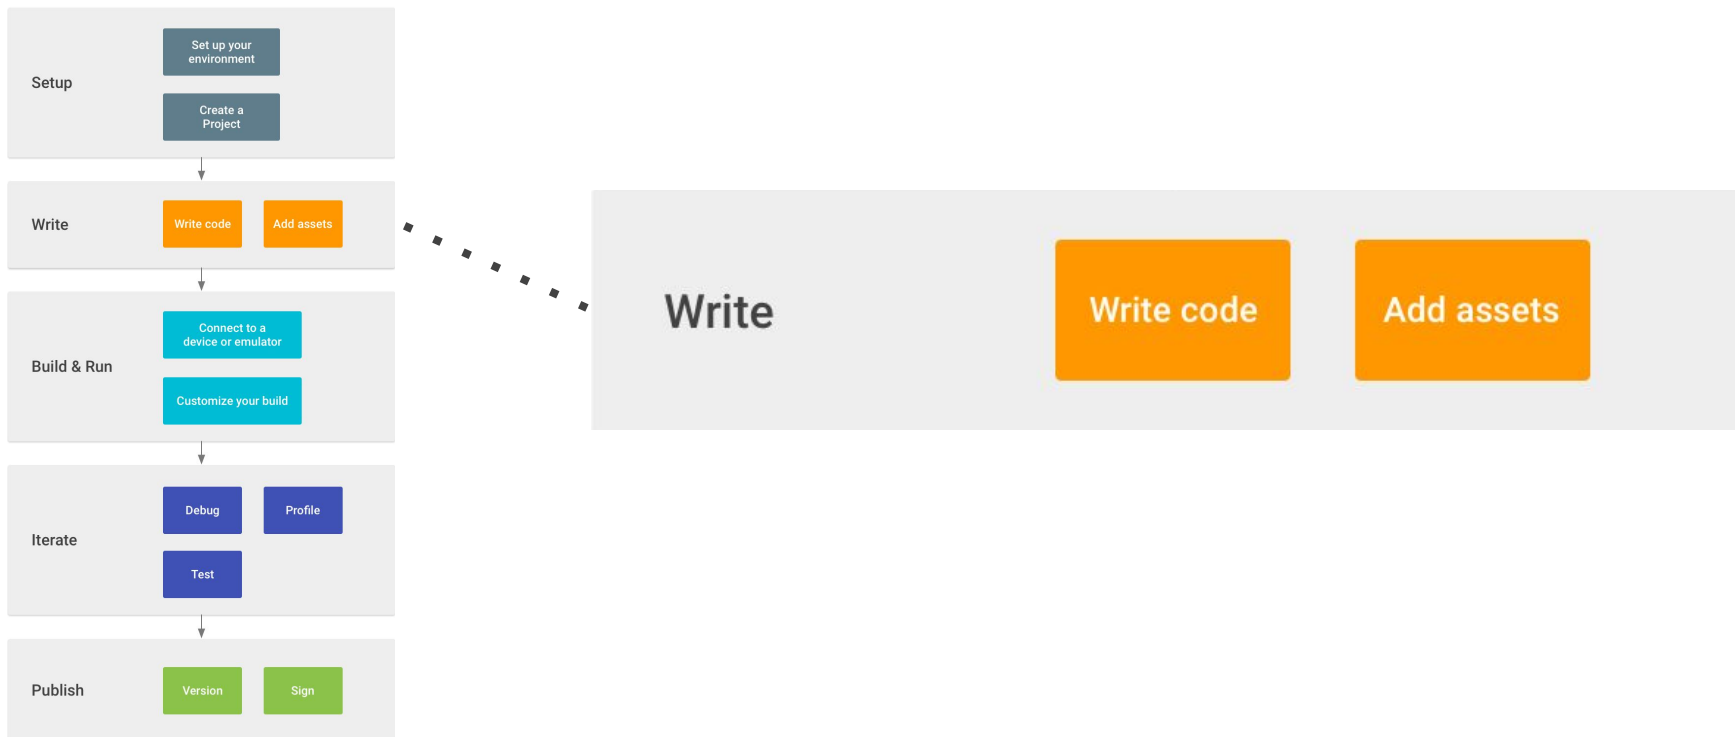 Setup
Set up your
environment
Create a
Project
Write
Write code
Add assets
Build & Run
Connect to a
device or emulator
Customize your build
Iterate
Debug
Profile
Test
Publish
Version
Sign
Write
Write code
Add assets